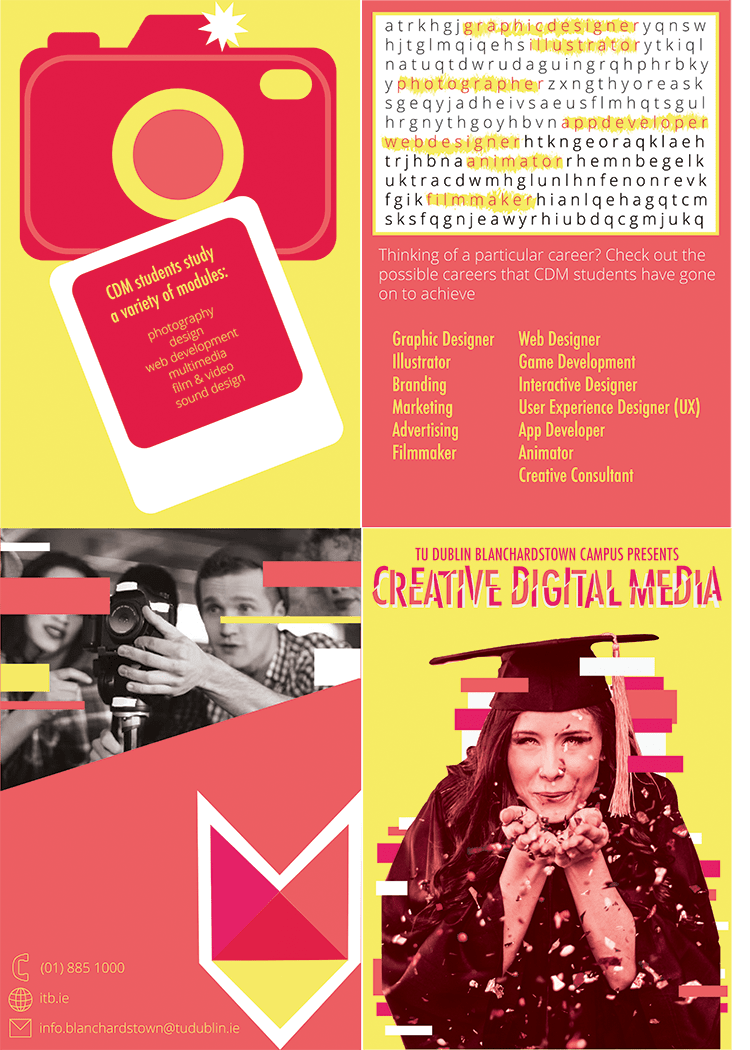 CDM students study
a variety of modules:
photography
design
web development
multimedia
film & video
sound design
atrkhgjgraphicdesigneryqnsw
hjtglmqiqehsillustratorytkiql
natuqtdwrudaguingrqhphrbky
yphotographerzxngthyoreask
sgeqyjadheivsaeusflmhqtsgul
hrgnythgoyhbvnappdeveloper
webdesignerhtkngeoraqklaeh
trjhbnaanimatorrhemnbegelk
uktracdwmhglunlhnfenonrevk
fgikfilmmakerhianlqehagqtcm
sksfqgnjeawyrhiubdqcgmjukq
Thinking of a particular career? Check out the
possible careers that CDM students have gone
on to achieve
Graphic Designer
Illustrator
Branding
Marketing
Advertising
Filmmaker
Web Designer
Game Development
Interactive Designer
User Experience Designer (UX)
App Developer
Animator
Creative Consultant
(01) 885 1000
itb.ie
info.blanchardstown@tudublin.ie
TU DUBLIN BLANCHARDSTOWN CAMPUS PRESENTS
CREATIVE DIGITAL MEDIA